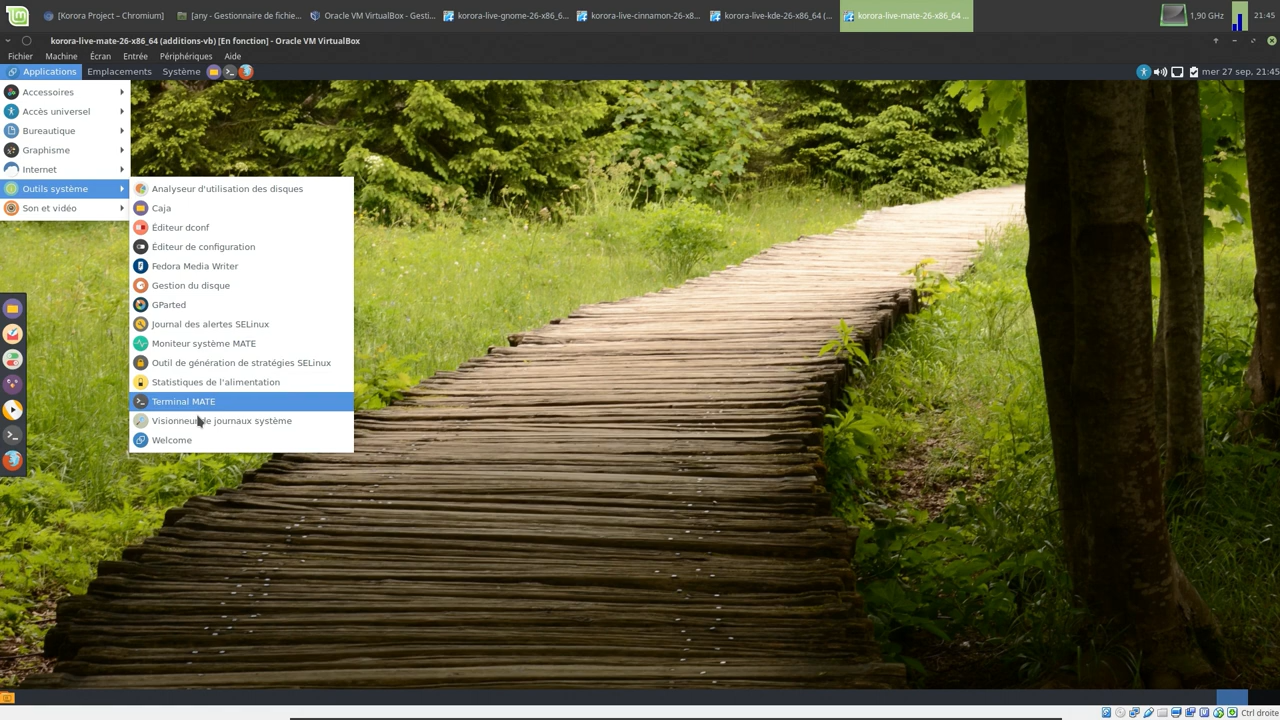 [Korora Project – Chromium]
[any - Gestionnaire de fichie...
Oracle VM VirtualBox - Gesti...
korora-live-gnome-26-x86_6...
korora-live-cinnamon-26-x8...
korora-live-kde-26-x86_64 (...
korora-live-mate-26-x86_64 ...
1,90 GHz
21:45
korora-live-mate-26-x86_64 (additions-vb) [En fonction] - Oracle VM VirtualBox
Fichier Machine Écran Entrée Périphériques Aide
Applications Emplacements Système
mer 27 sep, 21:45
Accessoires
Accès universel
Bureautique
Graphisme
Internet
Outils système
Son et vidéo
Analyseur d'utilisation des disques
Caja
Éditeur dconf
Éditeur de configuration
Fedora Media Writer
Gestion du disque
GParted
Journal des alertes SELinux
Moniteur système MATE
Outil de génération de stratégies SELinux
Statistiques de l'alimentation
Terminal MATE
Visionneur de journaux système
Welcome
Ctrl droite